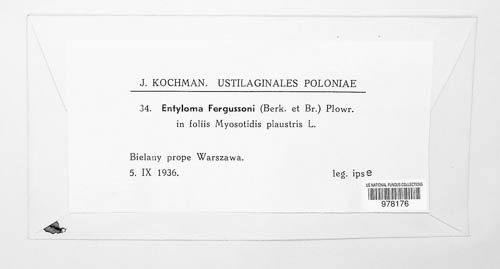 J. KOCHMAN. USTILAGINALES POLONIAE
34. Entyloma Fergussoni (Berk. et Br.) Plowr.
in foliis Myosotidis plaustris L.
Bielany prope Warszawa.
5. IX 1936. leg. ipse
US NATIONAL FUNGUS COLLECTIONS
978176